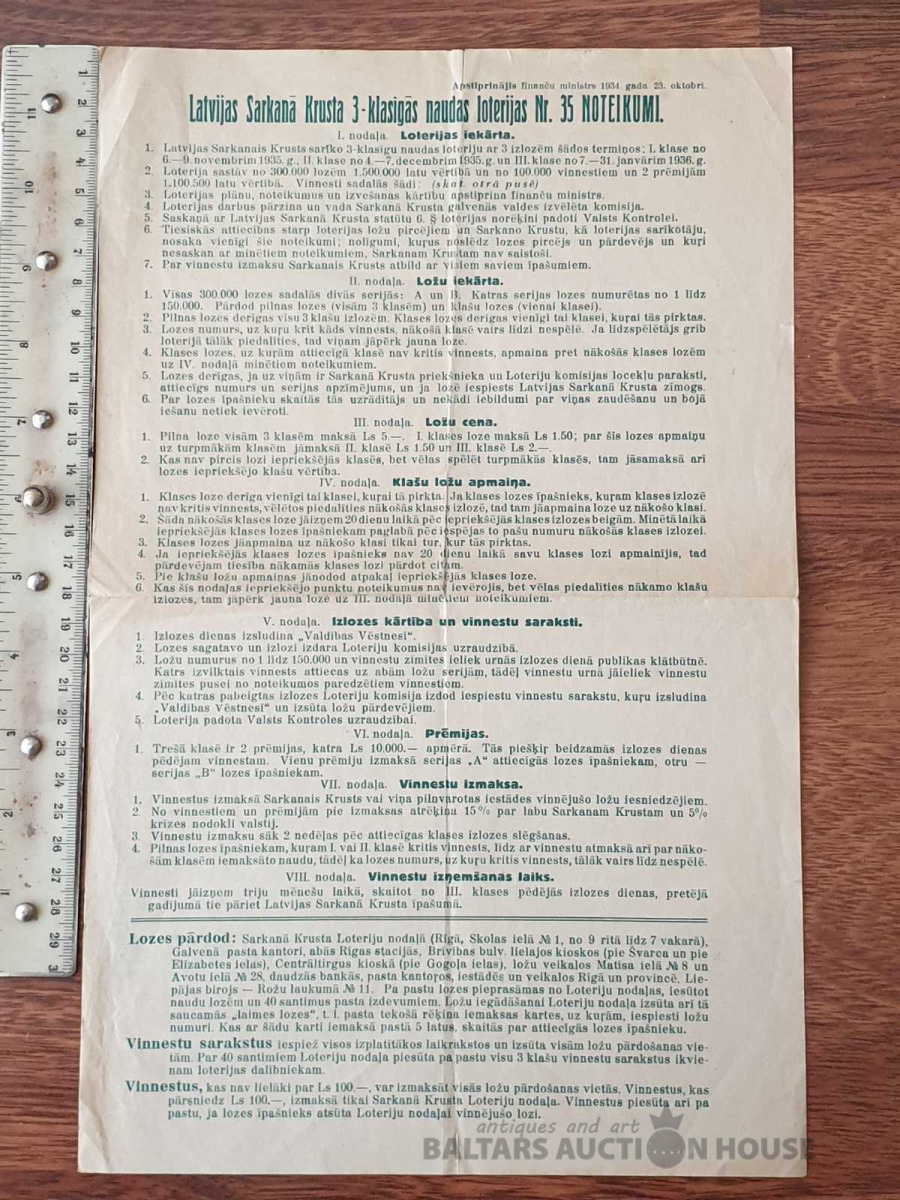 Apstiprinājis finanču ministrs 1934. gada 23. oktobrī.
Latvijas Sarkanā Krusta 3-klasīgās naudas loterijas Nr. 35 NOTEIKUMI.
I. nodaļa. Loterijas iekārta.
1. Latvijas Sarkanais Krusts sarīko 3-klasīgu naudas loteriju ar 3 izlozēm šādos termiņos: I. klase no
6.—9. novembrim 1935. g., II. klase no 4.—7. decembrim 1935. g. un III. klase no 7.—31. janvārim 1936. g.
2. Loterija sastāv no 300.000 lozēm 1.500.000 latu vērtībā un no 100.000 vinnestiem un 2 prēmijām
1.100.500 latu vērtībā. Vinnesti sadalās šādi: (skat. otrā pusē)
3. Loterijas plānu, noteikumus un izvešanas kārtību apstiprina finanču ministrs.
4. Loterijas darbus pārzina un vada Sarkanā Krusta galvenās valdes izvēlēta komisija.
5. Saskaņā ar Latvijas Sarkanā Krusta statūtu 6. § loterijas norēķini padoti Valsts Kontrolei.
6. Tiesiskās attiecības starp loterijas ložu pircējiem un Sarkano Krustu, kā loterijas sarīkotāju,
nosaka vienīgi šie noteikumi; nolīgumi, kuŗus noslēdz lozes pircējs un pārdevējs un kuŗi
nesaskan ar minētiem noteikumiem, Sarkanam Krustam nav saistoši.
7. Par vinnestu izmaksu Sarkanais Krusts atbild ar visiem saviem īpašumiem.
II. nodaļa. Ložu iekārta.
1. Visas 300.000 lozes sadalās divās serijās: A un B. Katras serijas lozes numurētas no 1 līdz
150.000. Pārdod pilnas lozes (visām 3 klasēm) un klašu lozes (vienai klasei).
2. Pilnas lozes derīgas visu 3 klašu izlozēm. Klases lozes derīgas vienīgi tai klasei, kuŗai tās pirktas.
3. Lozes numurs, uz kuŗu krīt kāds vinnests, nākošā klasē vairs līdzi nespēlē. Ja līdzspēlētājs grib
loterijā tālāk piedalīties, tad viņam jāpērk jauna loze.
4. Klases lozes, uz kuŗām attiecīgā klasē nav kritis vinnests, apmaina pret nākošās klases lozēm
uz IV. nodaļā minētiem noteikumiem.
5. Lozes derīgas, ja uz viņām ir Sarkanā Krusta priekšnieka un Loteriju komisijas locekļu paraksti,
attiecīgs numurs un serijas apzīmējums, un ja lozē iespiests Latvijas Sarkanā Krusta zīmogs.
6. Par lozes īpašnieku skaitās tās uzrādītājs un nekādi iebildumi par viņas zaudēšanu un bojā
iešanu netiek ievēroti.
III. nodaļa. Ložu cena.
1. Pilna loze visām 3 klasēm maksā Ls 5.—. I. klases loze maksā Ls 1.50; par šīs lozes apmaiņu
uz turpmākām klasēm jāmaksā II. klasē Ls 1.50 un III. klasē Ls 2.—.
2. Kas nav pircis lozi iepriekšējās klasēs, bet vēlas spēlēt turpmākās klasēs, tam jāsamaksā arī
lozes iepriekšējo klašu vērtība.
IV. nodaļa. Klašu ložu apmaiņa.
1. Klases loze derīga vienīgi tai klasei, kuŗai tā pirkta. Ja klases lozes īpašnieks, kuŗam klases izlozē
nav kritis vinnests, vēlētos piedalīties nākošās klases izlozē, tad tam jāapmaina loze uz nākošo klasi.
2. Šāda nākošās klases loze jāizņem 20 dienu laikā pēc iepriekšējās klases izlozes beigām. Minētā laikā
iepriekšējās klases lozes īpašniekam paglabā pēc iespējas to pašu numuru nākošās klases izlozei.
3. Klases lozes jāapmaina uz nākošo klasi tikai tur, kur tās pirktas.
4. Ja iepriekšējās klases lozes īpašnieks nav 20 dienu laikā savu klases lozi apmainījis, tad
pārdevējam tiesība nākamās klases lozi pārdot citam.
5. Pie klašu ložu apmaiņas jānodod atpakaļ iepriekšējās klases loze.
6. Kas šīs nodaļas iepriekšējo punktu noteikumus nav ievērojis, bet vēlas piedalīties nākamo klašu
izlozēs, tam jāpērk jauna loze uz III. nodaļā minētiem noteikumiem.
V. nodaļa. Izlozes kārtība un vinnestu saraksti.
1. Izlozes dienas izsludina „Valdības Vēstnesī“.
2. Lozes sagatavo un izlozi izdara Loteriju komisijas uzraudzībā.
3. Ložu numurus no 1 līdz 150.000 un vinnestu zīmītes ieliek urnās izlozes dienā publikas klātbūtnē.
Katrs izvilktais vinnests attiecas uz abām ložu serijām, tādēļ vinnestu urnā jāieliek vinnestu
zīmītes pusei no noteikumos paredzētiem vinnestiem.
4. Pēc katras pabeigtas izlozes Loteriju komisija izdod iespiestu vinnestu sarakstu, kuŗu izsludina
„Valdības Vēstnesī“ un izsūta ložu pārdevējiem.
5. Loterija padota Valsts Kontroles uzraudzībai.
VI. nodaļa. Prēmijas.
1. Trešā klasē ir 2 prēmijas, katra Ls 10.000.— apmērā. Tās piešķir beidzamās izlozes dienas
pēdējam vinnestam. Vienu prēmiju izmaksā serijas „A“ attiecīgās lozes īpašniekam, otru —
serijas „B“ lozes īpašniekam.
VII. nodaļa. Vinnestu izmaksa.
1. Vinnestus izmaksā Sarkanais Krusts vai viņa pilnvarotas iestādes vinnējušo ložu iesniedzējiem.
2. No vinnestiem un prēmijām pie izmaksas atrēķina 15% par labu Sarkanam Krustam un 5%
krīzes nodokli valstij.
3. Vinnestu izmaksu sāk 2 nedēļas pēc attiecīgas klases izlozes slēgšanas.
4. Pilnas lozes īpašniekam, kuŗam I. vai II. klasē kritis vinnests, līdz ar vinnestu atmaksā arī par nāko-
šām klasēm iemaksāto naudu, tādēļ ka lozes numurs, uz kuŗu kritis vinnests, tālāk vairs līdz nespēlē.
VIII. nodaļa. Vinnestu izņemšanas laiks.
Vinnesti jāizņem triju mēnešu laikā, skaitot no III. klases pēdējās izlozes dienas, pretējā
gadījumā tie pāriet Latvijas Sarkanā Krusta īpašumā.
Lozes pārdod: Sarkanā Krusta Loteriju nodaļā (Rīgā, Skolas ielā № 1, no 9 rītā līdz 7 vakarā),
Galvenā pasta kantorī, abās Rīgas stacijās, Brīvības bulv. lielajos kioskos (pie Švarca un pie
Elizabetes ielas), Centrāltirgus kioskā (pie Gogoļa ielas), ložu veikalos Matīsa ielā № 8 un
Avotu ielā № 28, daudzās bankās, pasta kantoŗos, iestādēs un veikalos Rīgā un provincē. Lie-
pājas birojs — Rožu laukumā № 11. Pa pastu lozes pieprasāmas no Loteriju nodaļas, iesūtot
naudu lozēm un 40 santimus pasta izdevumiem. Ložu iegādāšanai Loteriju nodaļa izsūta arī tā
saucamās „laimes lozes“, t. i. pasta tekošā rēķina iemaksas kartes, uz kuŗām, iespiesti ložu
numuri. Kas ar šādu karti iemaksā pastā 5 latus, skaitās par attiecīgās lozes īpašnieku.
Vinnestu sarakstus iespiež visos izplatītākos laikrakstos un izsūta visām ložu pārdošanas vie-
tām. Par 40 santimiem Loteriju nodaļa piesūta pa pastu visu 3 klašu vinnestu sarakstus ikvie-
nam loterijas dalībniekam.
Vinnestus, kas nav lielāki par Ls 100.—, var izmaksāt visās ložu pārdošanas vietās. Vinnestus, kas
pārsniedz Ls 100.—, izmaksā tikai Sarkanā Krusta Loteriju nodaļa. Vinnestus piesūta arī pa
pastu, ja lozes īpašnieks atsūta Loteriju nodaļai vinnējušo lozi.
antiques and art
BALTARS AUCTION HOUSE